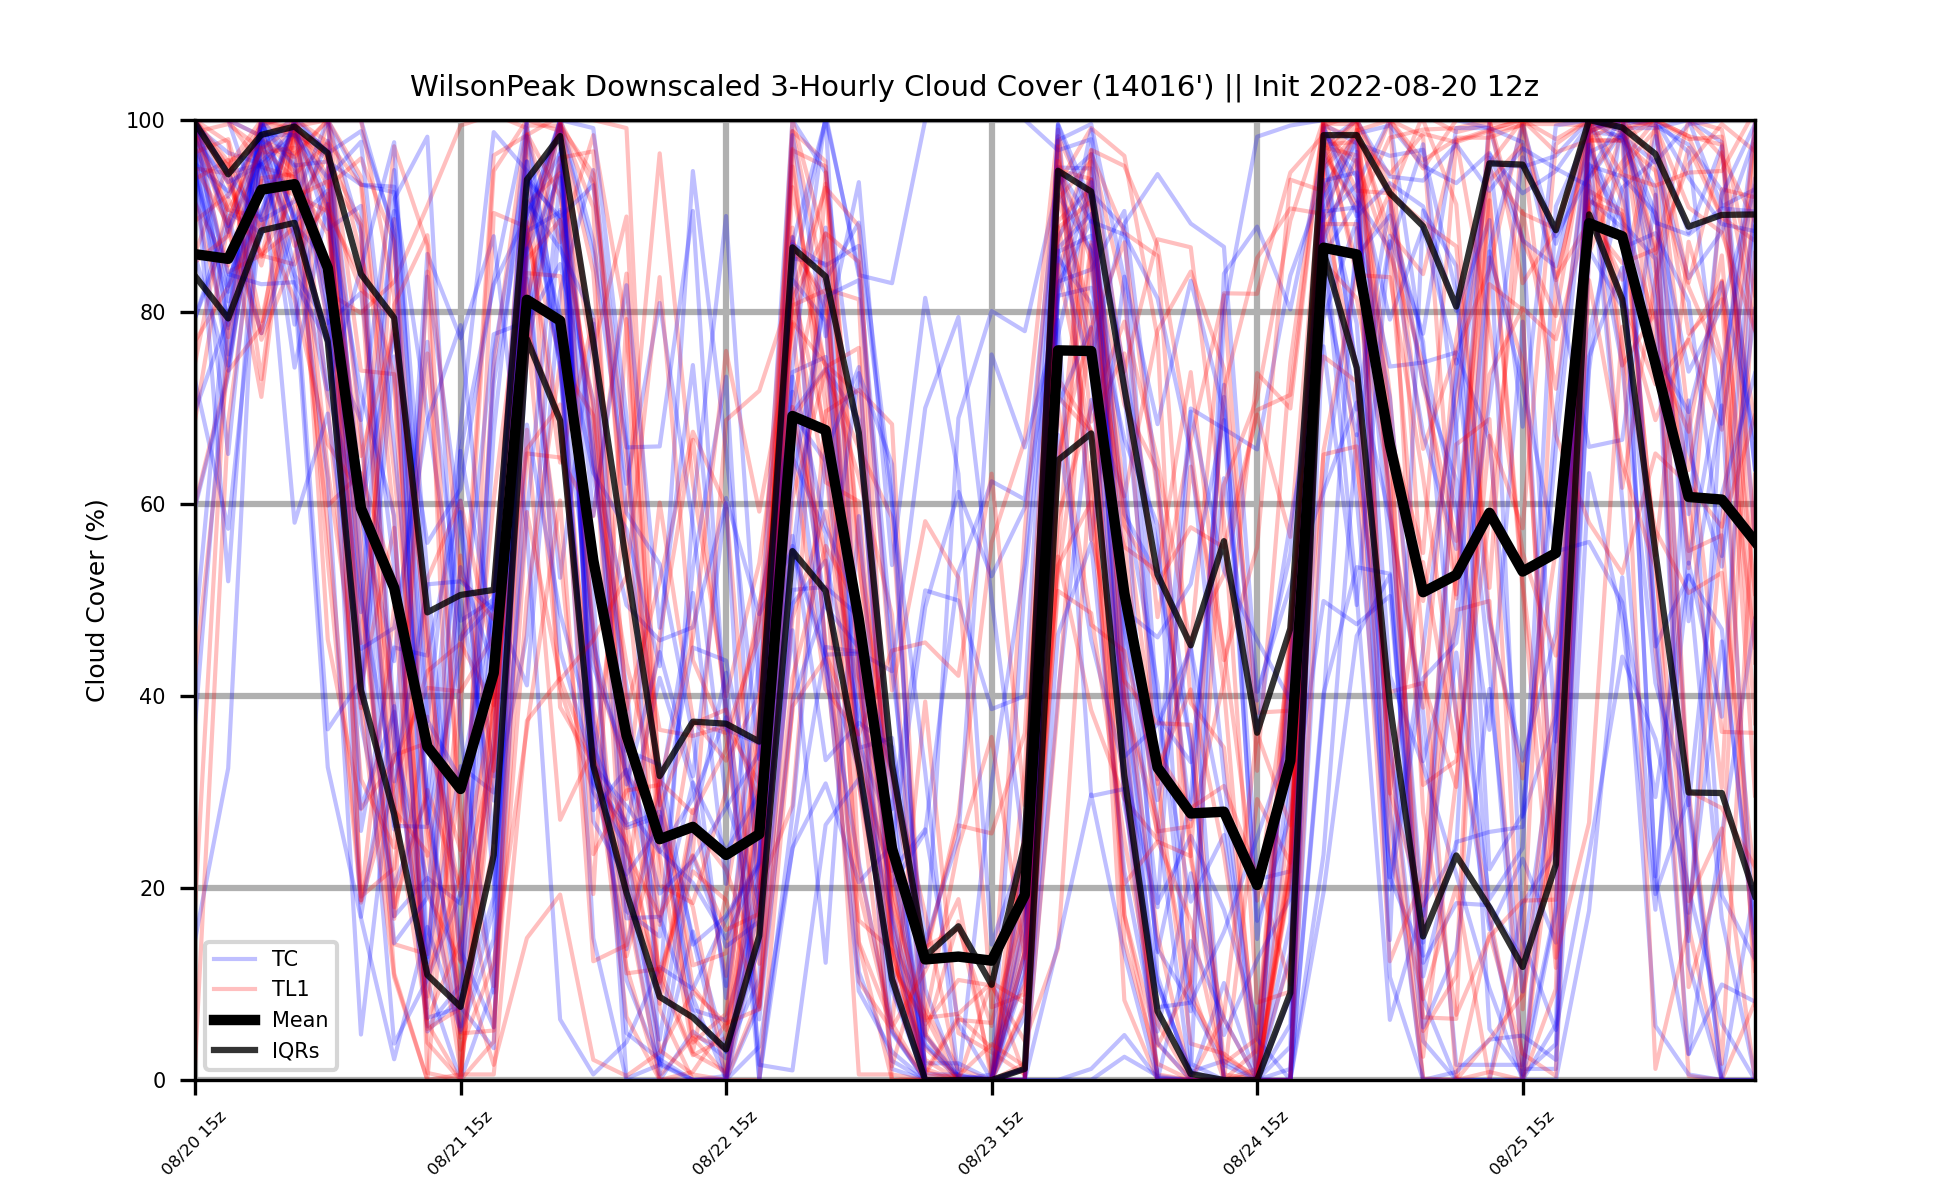 WilsonPeak Downscaled 3-Hourly Cloud Cover (14016') || Init 2022-08-20 12z
Cloud Cover (%)
100
80
60
40
20
0
TC
TL1
Mean
IQRs
08/20 15z
08/21 15z
08/22 15z
08/23 15z
08/24 15z
08/25 15z